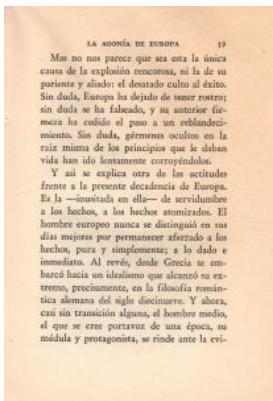 LA AGONÍA DE EUROPA 19
Mas no nos parece que sea esta la única
causa de la explosión rencorosa, ni la de su
pariente y aliado: el desatado culto al éxito.
Sin duda, Europa ha dejado de tener rostro;
sin duda se ha falseado, y su anterior fir-
meza ha cedido el paso a un reblandeci-
miento. Sin duda, gérmenes ocultos en la
raíz misma de los principios que le daban
vida han ido lentamente corroyéndolos.
Y así se explica otra de las actitudes
frente a la presente decadencia de Europa.
Es la —inusitada en ella— de servidumbre
a los hechos, a los hechos atomizados. El
hombre europeo nunca se distinguió en sus
días mejores por permanecer aferrado a los
hechos, pura y simplemente; a lo dado e
inmediato. Al revés, desde Grecia se em-
barcó hacia un idealismo que alcanzó su ex-
tremo, precisamente, en la filosofía román-
tica alemana del siglo diecinueve. Y ahora,
casi sin transición alguna, el hombre medio,
el que se cree portavoz de una época, su
médula y protagonista, se rinde ante la evi-